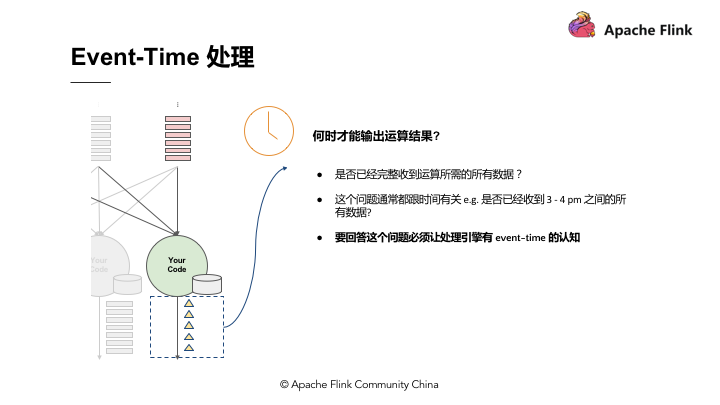 Apache Flink
Event-Time 处理
何时才能输出运算结果?
● 是否已经完整收到运算所需的所有数据？
● 这个问题通常都跟时间有关 e.g. 是否已经收到 3 - 4 pm 之间的所
有数据?
● 要回答这个问题必须让处理引擎有 event-time 的认知
Your
Code
Your
Code
© Apache Flink Community China